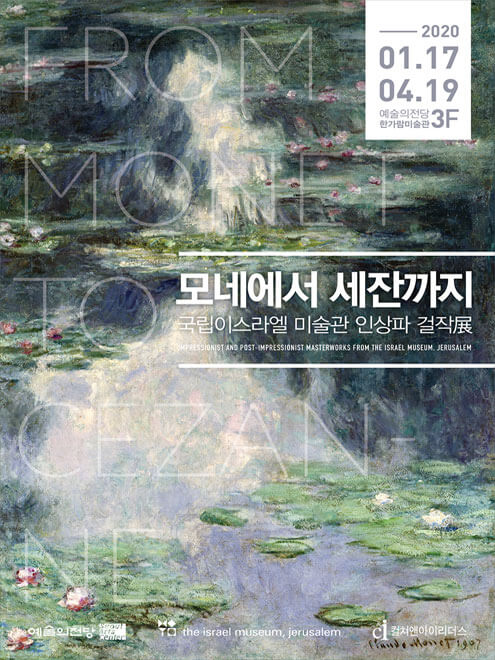 FROM
MONET
TO
CEZAN-
NE
2020
01.17
04.19
예술의전당
한가람미술관 3F
모네에서 세잔까지
국립이스라엘 미술관 인상파 걸작展
IMPRESSIONIST AND POST-IMPRESSIONIST MASTERWORKS FROM THE ISRAEL MUSEUM, JERUSALEM
Claude Monet 1907
예술의전당
the israel museum, jerusalem
컬처앤아이리더스